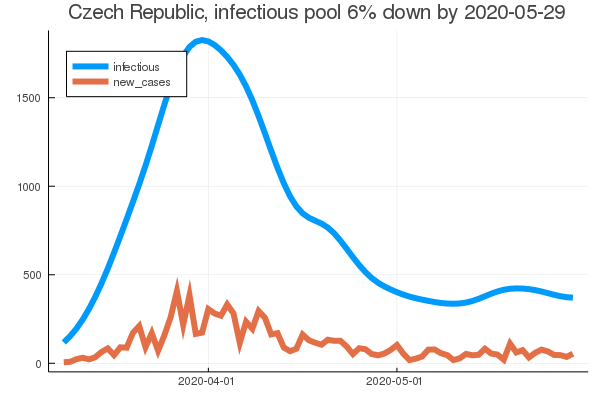 Czech Republic, infectious pool 6% down by 2020-05-29
infectious
new_cases
1500
1000
500
0
2020-04-01
2020-05-01